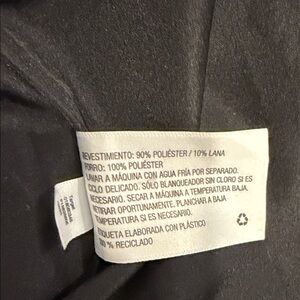 REVESTIMIENTO: 90% POLIÉSTER / 10% LANA
FORRO: 100% POLIÉSTER
LAVAR A MÁQUINA CON AGUA FRÍA POR SEPARADO.
CICLO DELICADO. SÓLO BLANQUEADOR SIN CLORO SI ES
NECESARIO. SECAR A MÁQUINA A TEMPERATURA BAJA.
RETIRAR OPORTUNAMENTE. PLANCHAR A BAJA
TEMPERATURA SI ES NECESARIO.
ETIQUETA ELABORADA CON PLÁSTICO
100% RECICLADO
Target